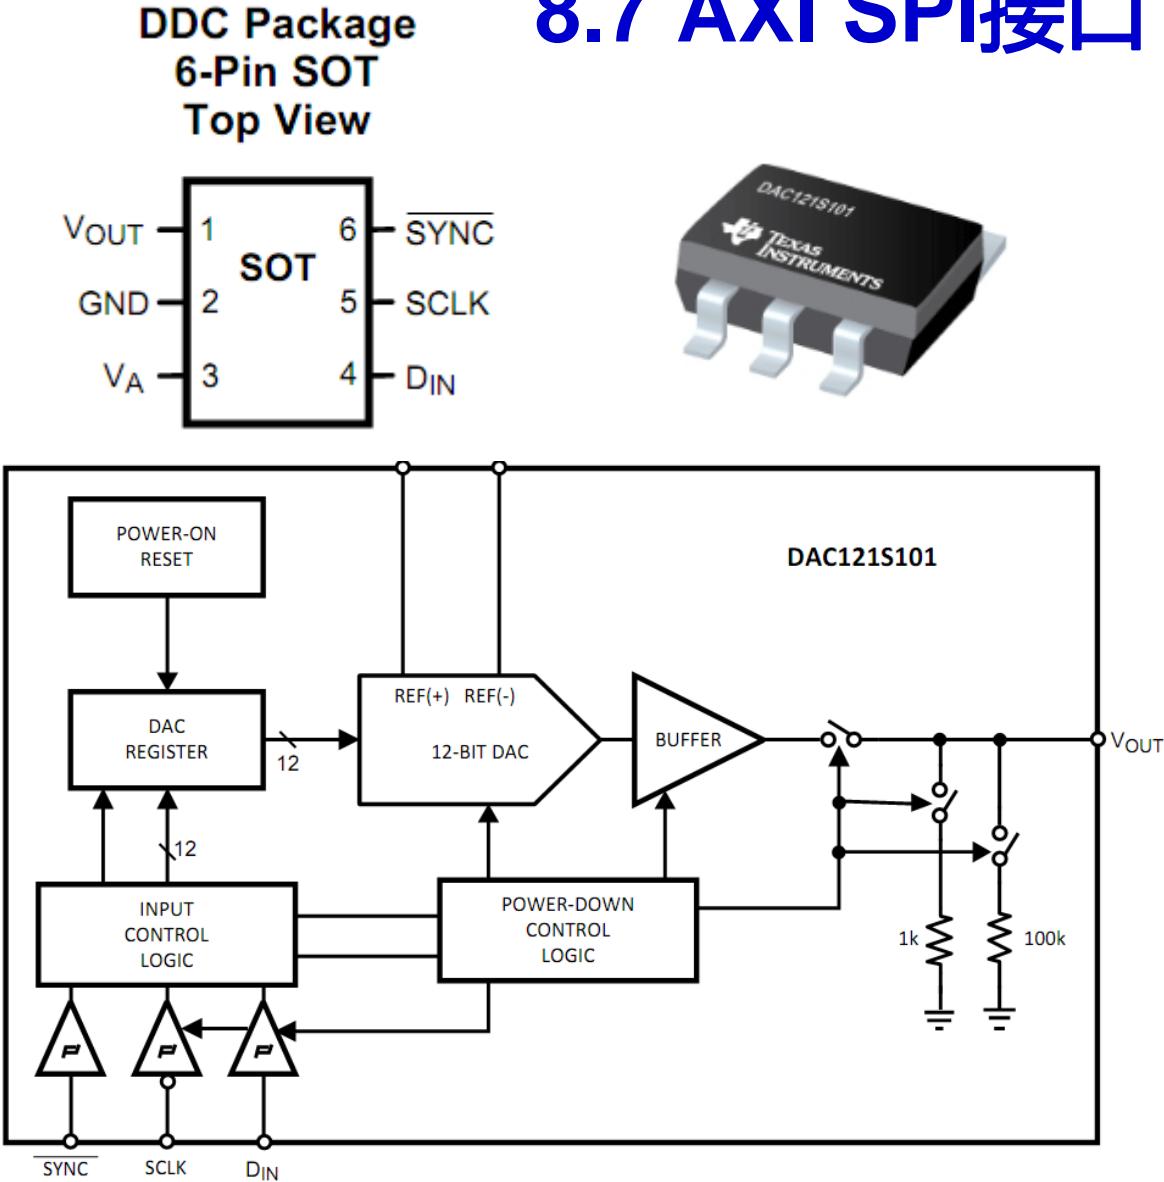 DDC Package
6-Pin SOT
Top View
8.7 AXI SPI接口
VOUT 1
GND 2
VA 3
SOT
6 SYNC
5 SCLK
4 DIN
DAC121S101
TEXAS
INSTRUMENTS
POWER-ON
RESET
DAC121S101
DAC
REGISTER
12
REF(+) REF(-)
12-BIT DAC
BUFFER
VOUT
12
INPUT
CONTROL
LOGIC
POWER-DOWN
CONTROL
LOGIC
1k
100k
SYNC
SCLK
DIN